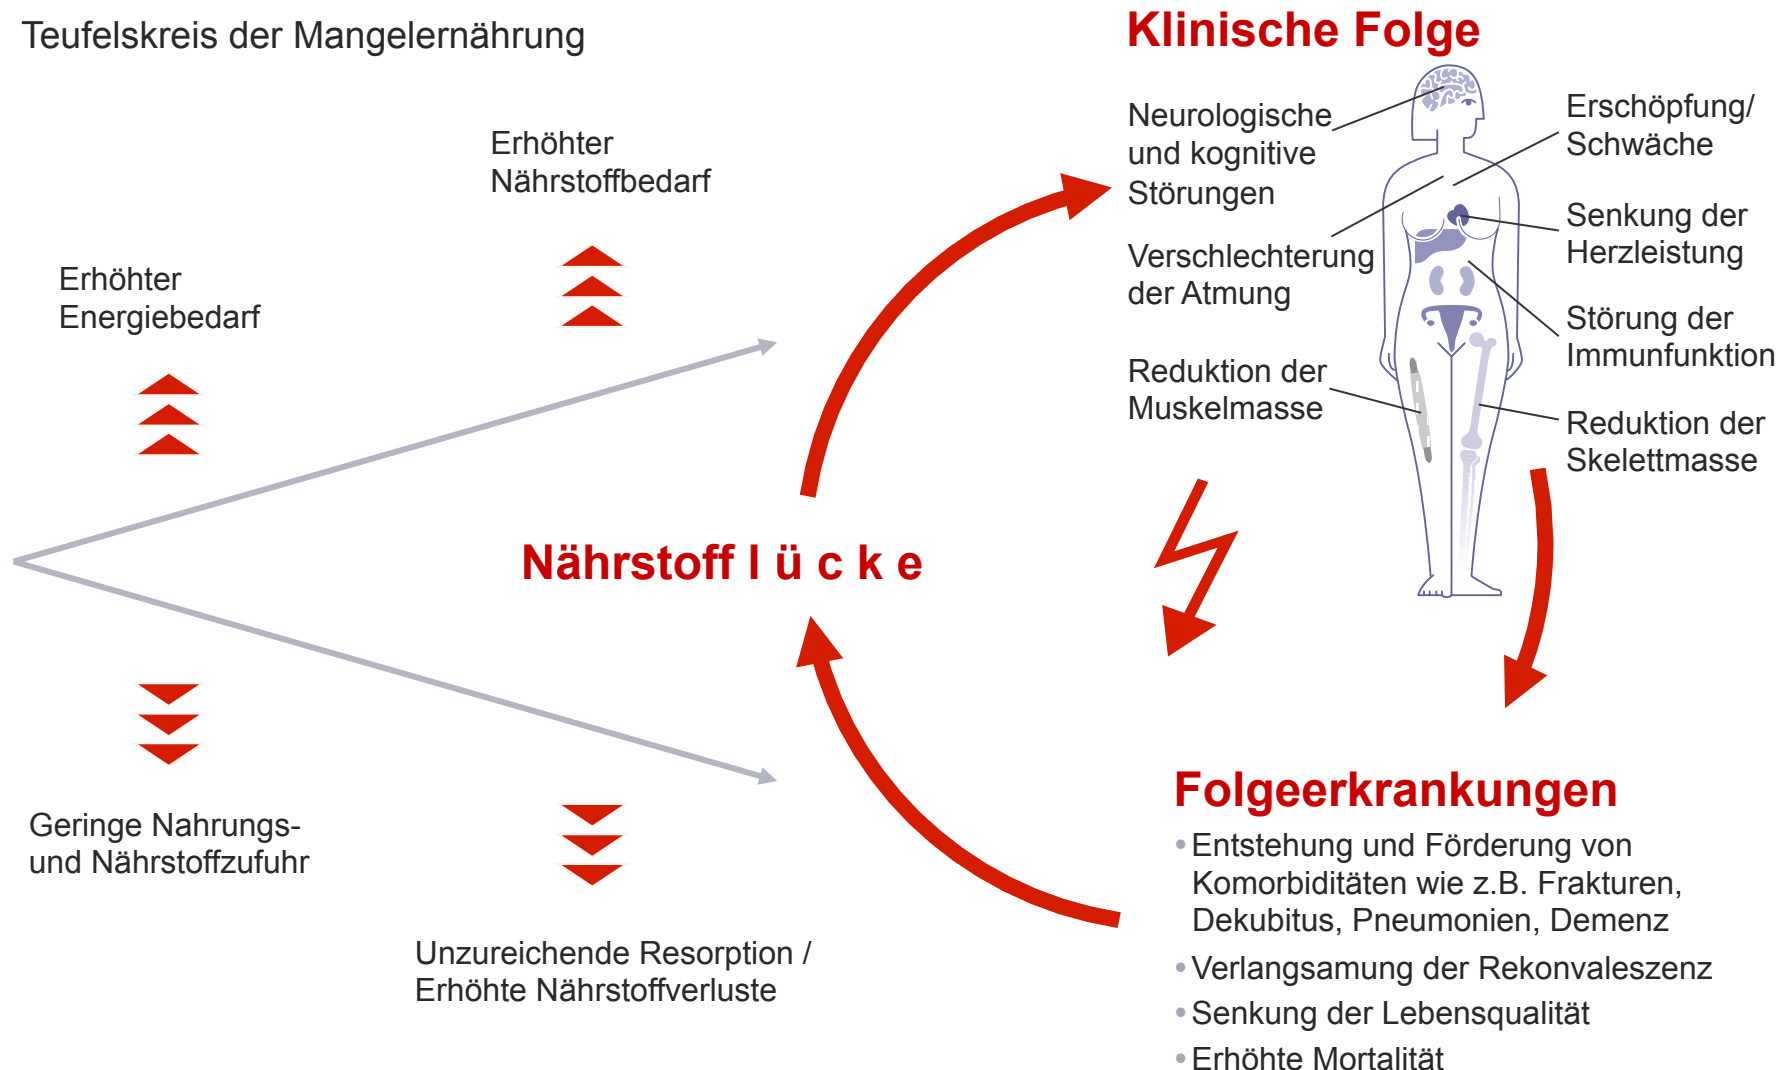 Teufelskreis der Mangelernährung
Erhöhter
Nährstoffbedarf
Erhöhter
Energiebedarf
Nährstoff l ü c k e
Geringe Nahrungs-
und Nährstoffzufuhr
Unzureichende Resorption /
Erhöhte Nährstoffverluste
Klinische Folge
Neurologische
und kognitive
Störungen
Verschlechterung
der Atmung
Reduktion der
Muskelmasse
Erschöpfung/
Schwäche
Senkung der
Herzleistung
Störung der
Immunfunktion
Reduktion der
Skelettmasse
Folgeerkrankungen
• Entstehung und Förderung von
Komorbiditäten wie z.B. Frakturen,
Dekubitus, Pneumonien, Demenz
• Verlangsamung der Rekonvaleszenz
• Senkung der Lebensqualität
• Erhöhte Mortalität